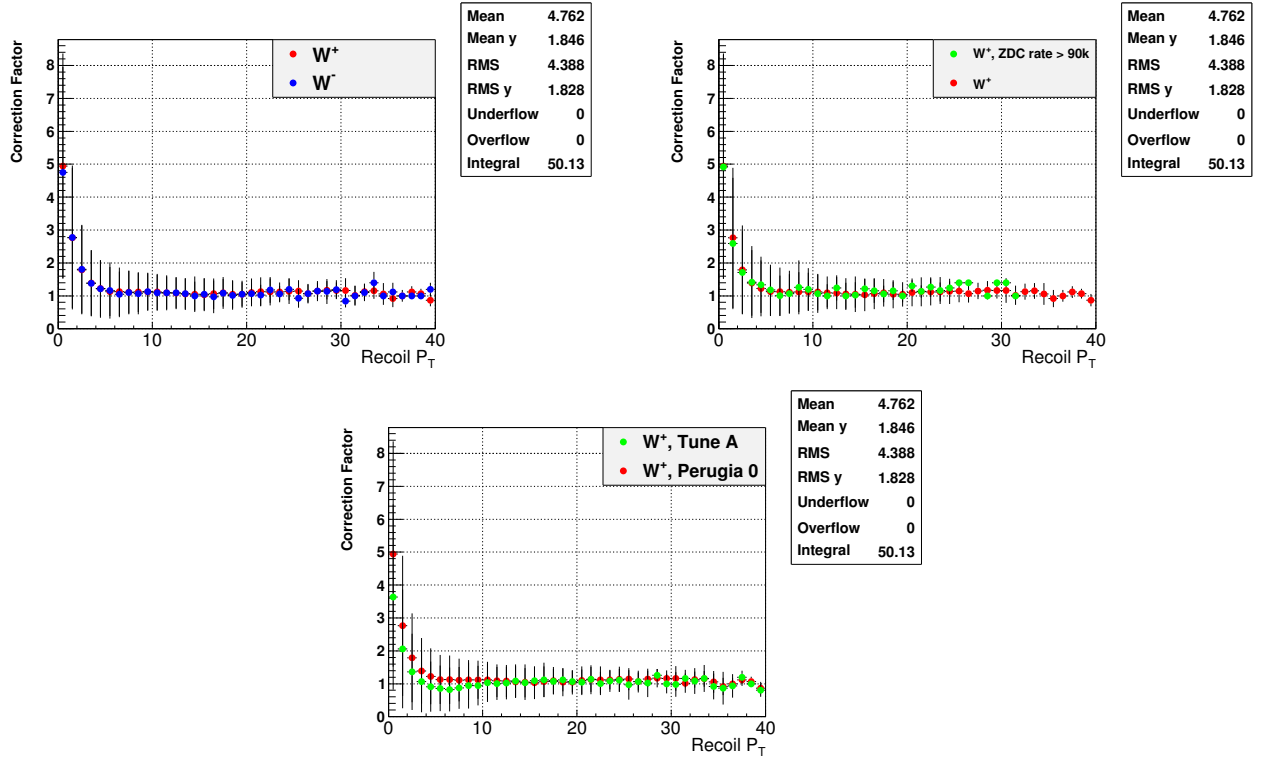 Mean 4.762
Mean y 1.846
RMS 4.388
RMS y 1.828
Underflow 0
Overflow 0
Integral 50.13
W⁺
W⁻
Correction Factor
8
7
6
5
4
3
2
1
0
0 10 20 30 40
Recoil P_T
Mean 4.762
Mean y 1.846
RMS 4.388
RMS y 1.828
Underflow 0
Overflow 0
Integral 50.13
W⁺, ZDC rate > 90k
W⁺
Correction Factor
8
7
6
5
4
3
2
1
0
0 10 20 30 40
Recoil P_T
Mean 4.762
Mean y 1.846
RMS 4.388
RMS y 1.828
Underflow 0
Overflow 0
Integral 50.13
W⁺, Tune A
W⁺, Perugia 0
Correction Factor
8
7
6
5
4
3
2
1
0
0 10 20 30 40
Recoil P_T